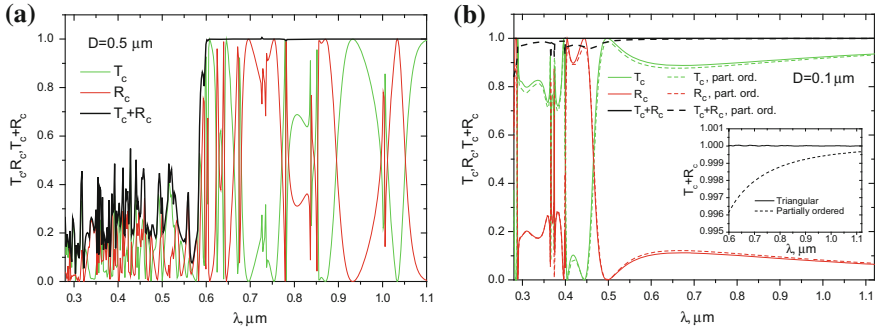 (a)
D=0.5 μm
T_c
R_c
T_c+R_c
T_c,R_c,T_c+R_c
1.0
0.8
0.6
0.4
0.2
0.0
0.3 0.4 0.5 0.6 0.7 0.8 0.9 1.0 1.1
λ, μm
(b)
T_c
R_c
T_c+R_c
T_c, part. ord.
R_c, part. ord.
T_c+R_c, part. ord.
D=0.1μm
T_c,R_c,T_c+R_c
1.0
0.8
0.6
0.4
0.2
0.0
0.3 0.4 0.5 0.6 0.7 0.8 0.9 1.0 1.1
λ, μm
T_c+R_c
1.001
1.000
0.999
0.998
0.997
0.996
0.995
Triangular
Partially ordered
0.6 0.7 0.8 0.9 1.0 1.1
λ, μm